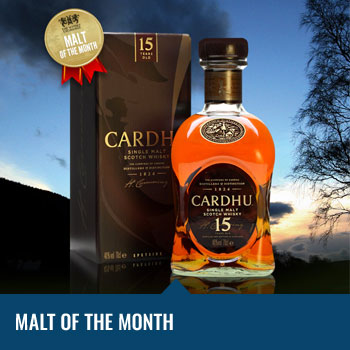 MALT
OF THE
MONTH
15
YEARS
OLD
CARDHU
SINGLE MALT
SCOTCH WHISKY
1824
SPEYSIDE
CARDHU
SINGLE MALT
SCOTCH WHISKY
15
MALT OF THE MONTH